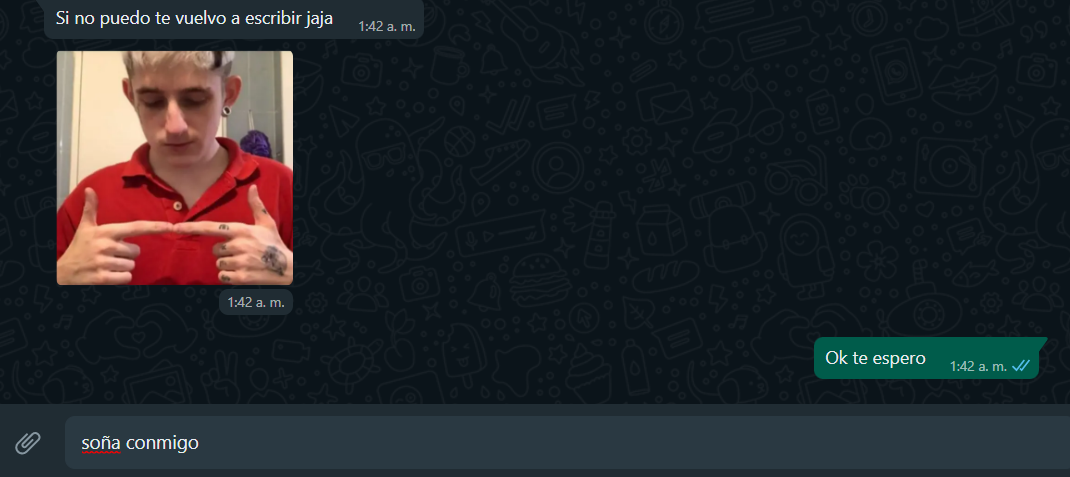 Si no puedo te vuelvo a escribir jaja
1:42 a. m.
1:42 a. m.
Ok te espero
1:42 a. m.
soña conmigo